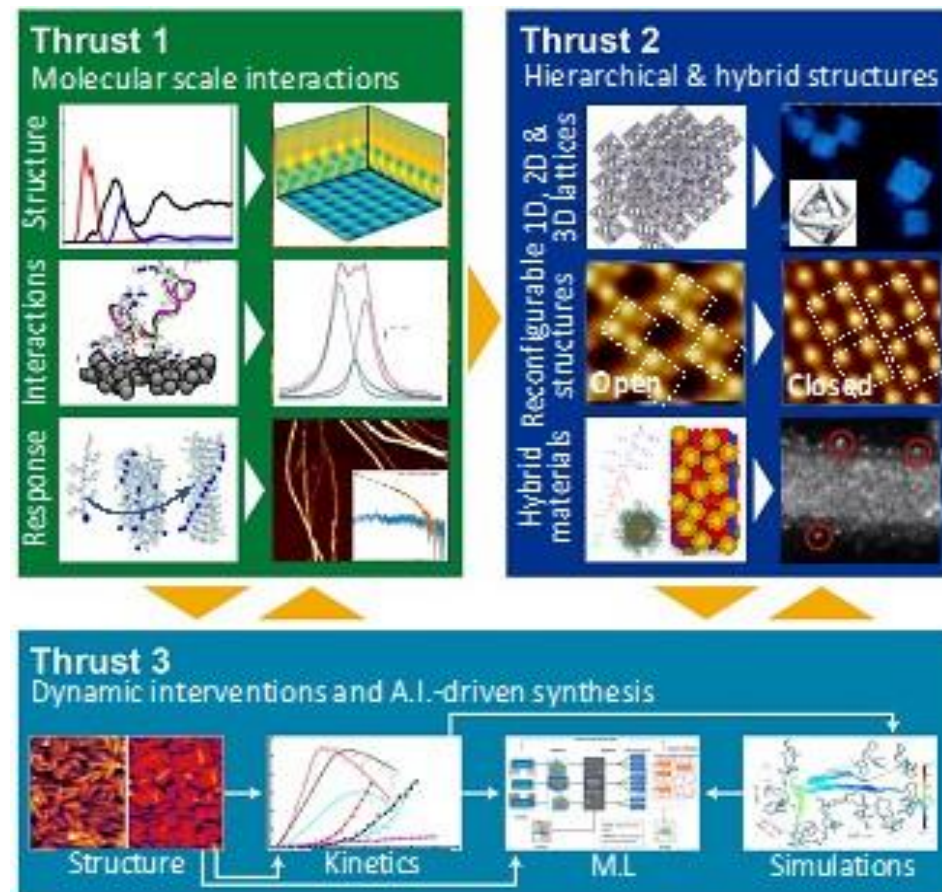 Thrust 1
Molecular scale interactions
Structure
Interactions
Response
Thrust 2
Hierarchical & hybrid structures
1D, 2D &
3D lattices
Reconfigurable
structures
Open
Closed
Hybrid
materials
Thrust 3
Dynamic interventions and A.I.-driven synthesis
Structure
Kinetics
M.L
Simulations